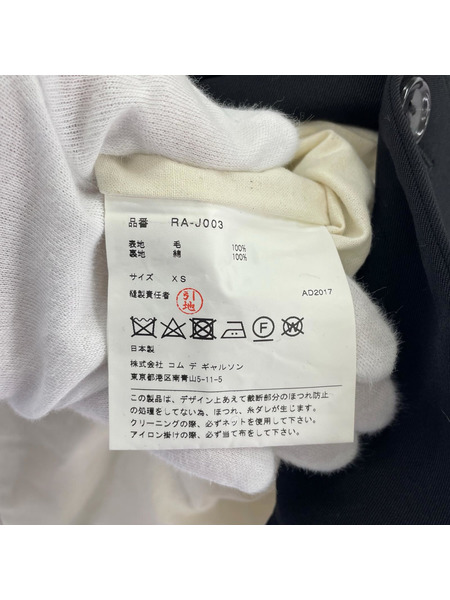 品番 RA-J003
表地 毛 100%
裏地 綿 100%
サイズ XS
縫製責任者 引地 AD2017
F W
日本製
株式会社 コム デ ギャルソン
東京都港区南青山5-11-5
この製品は、デザイン上あえて裁断部分のほつれ防止
の処理をしてない為、ほつれ、糸ダレが生じます。
クリーニングの際、必ずネットを使用して下さい。
アイロン掛けの際、必ず当て布をして下さい。